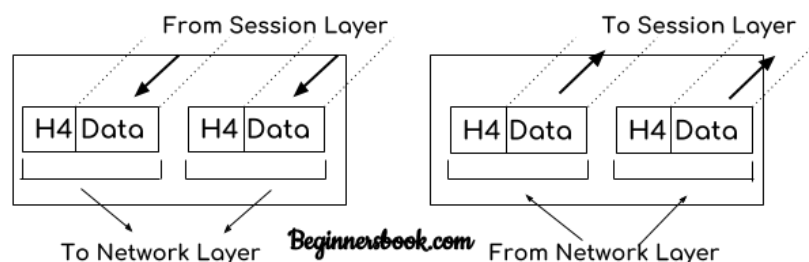 From Session Layer
To Session Layer
H4 Data
H4 Data
H4 Data
H4 Data
To Network Layer
Beginnersbook.com
From Network Layer